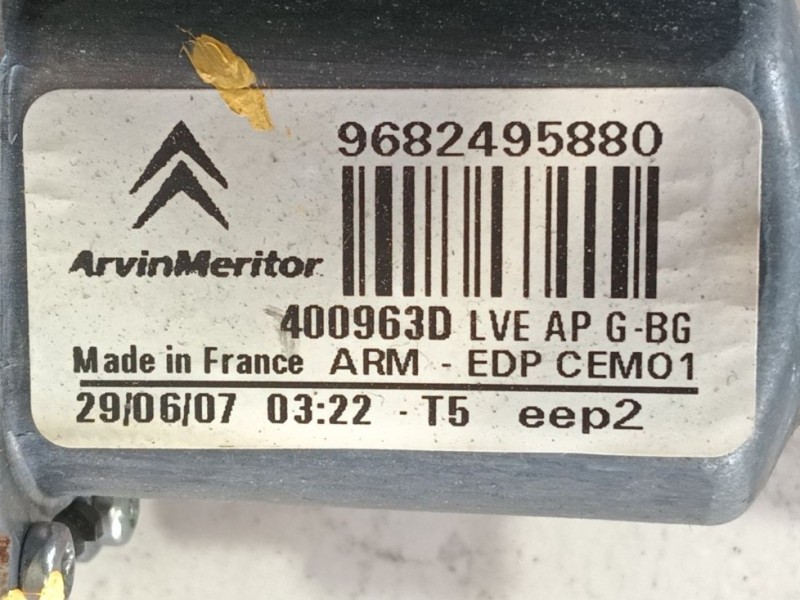 9682495880
ArvinMeritor
400963D LVE AP G-BG
Made in France ARM - EDP CEM01
29/06/07 03:22 - T5 eep2